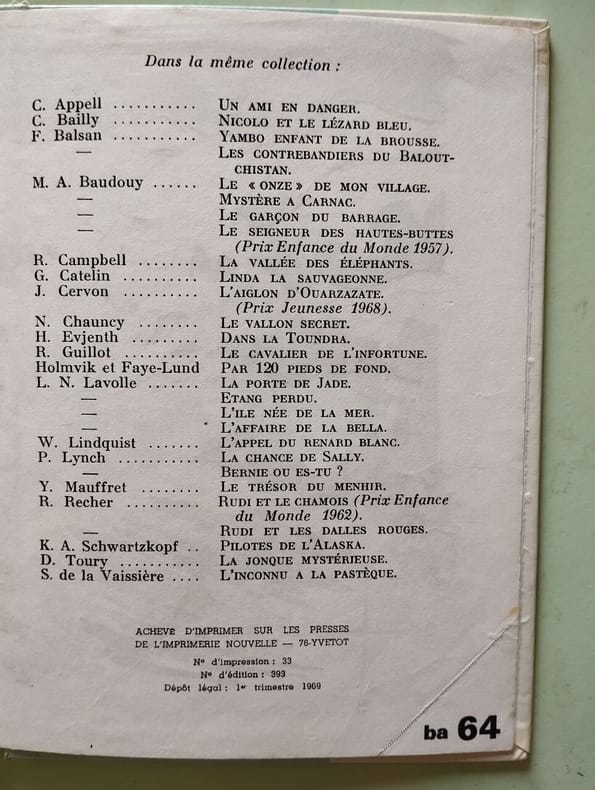 Dans la même collection :
C. Appell ........... UN AMI EN DANGER.
C. Bailly ........... NICOLO ET LE LÉZARD BLEU.
F. Balsan ........... YAMBO ENFANT DE LA BROUSSE.
— LES CONTREBANDIERS DU BALOUT-
CHISTAN.
M. A. Baudouy ...... LE « ONZE » DE MON VILLAGE.
— MYSTÈRE A CARNAC.
— LE GARÇON DU BARRAGE.
— LE SEIGNEUR DES HAUTES-BUTTES
(Prix Enfance du Monde 1957).
R. Campbell ........ LA VALLÉE DES ÉLÉPHANTS.
G. Catelin .......... LINDA LA SAUVAGEONNE.
J. Cervon .......... L'AIGLON D'OUARZAZATE.
(Prix Jeunesse 1968).
N. Chauncy ........ LE VALLON SECRET.
H. Evjenth ......... DANS LA TOUNDRA.
R. Guillot .......... LE CAVALIER DE L'INFORTUNE.
Holmvik et Faye-Lund PAR 120 PIEDS DE FOND.
L. N. Lavolle ....... LA PORTE DE JADE.
— ETANG PERDU.
— L'ILE NÉE DE LA MER.
— L'AFFAIRE DE LA BELLA.
W. Lindquist ....... L'APPEL DU RENARD BLANC.
P. Lynch ........... LA CHANCE DE SALLY.
— BERNIE OU ES-TU ?
Y. Mauffret ........ LE TRÉSOR DU MENHIR.
R. Recher .......... RUDI ET LE CHAMOIS (Prix Enfance
du Monde 1962).
— RUDI ET LES DALLES ROUGES.
K. A. Schwartzkopf .. PILOTES DE L'ALASKA.
D. Toury ........... LA JONQUE MYSTÉRIEUSE.
S. de la Vaissière .... L'INCONNU A LA PASTÈQUE.
ACHEVÉ D'IMPRIMER SUR LES PRESSES
DE L'IMPRIMERIE NOUVELLE — 76-YVETOT
Nº d'impression : 33
Nº d'édition : 393
Dépôt légal : 1er trimestre 1969
ba 64